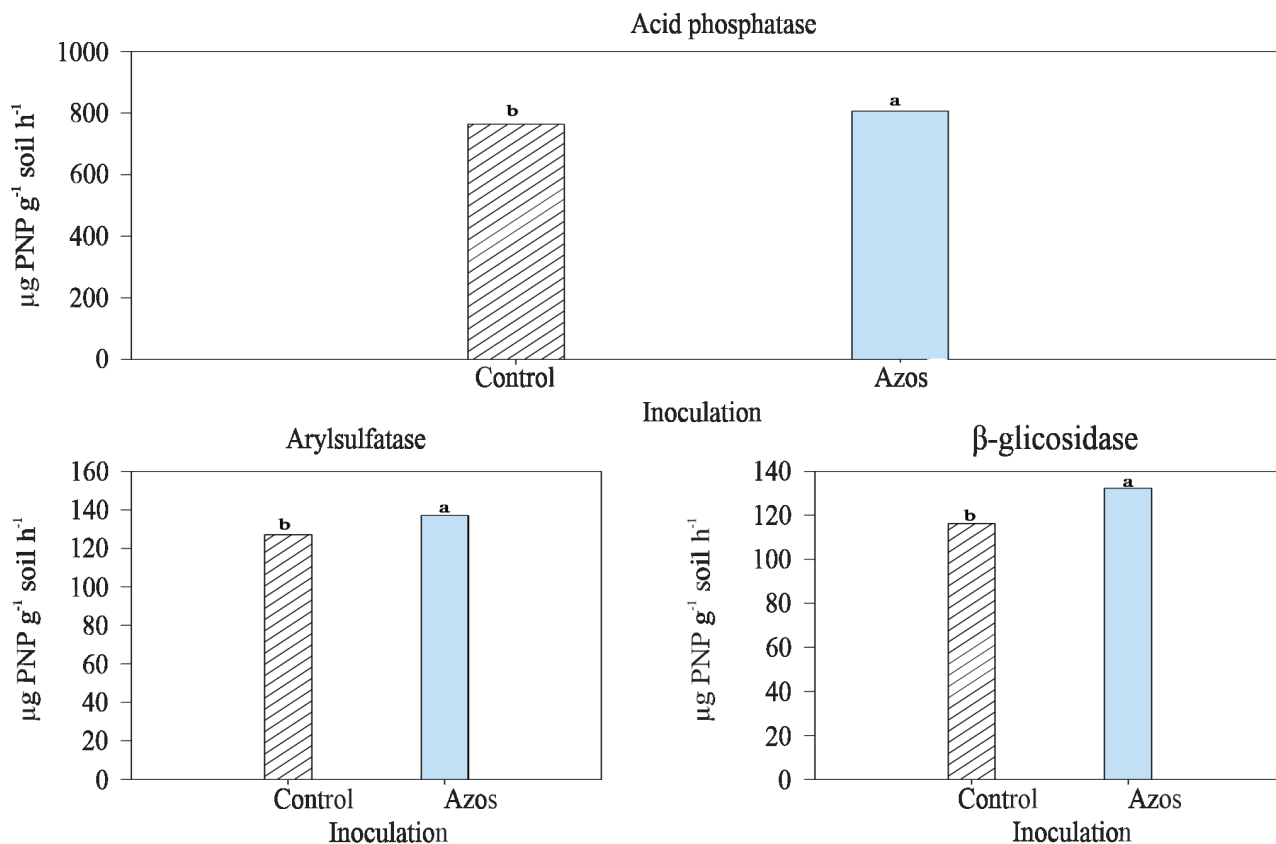 Acid phosphatase
1000
800
600
400
200
0
µg PNP g⁻¹ soil h⁻¹
b
a
Control
Azos
Inoculation
Arylsulfatase
160
140
120
100
80
60
40
20
0
µg PNP g⁻¹ soil h⁻¹
b
a
Control
Azos
Inoculation
β-glicosidase
140
120
100
80
60
40
20
0
µg PNP g⁻¹ soil h⁻¹
b
a
Control
Azos
Inoculation